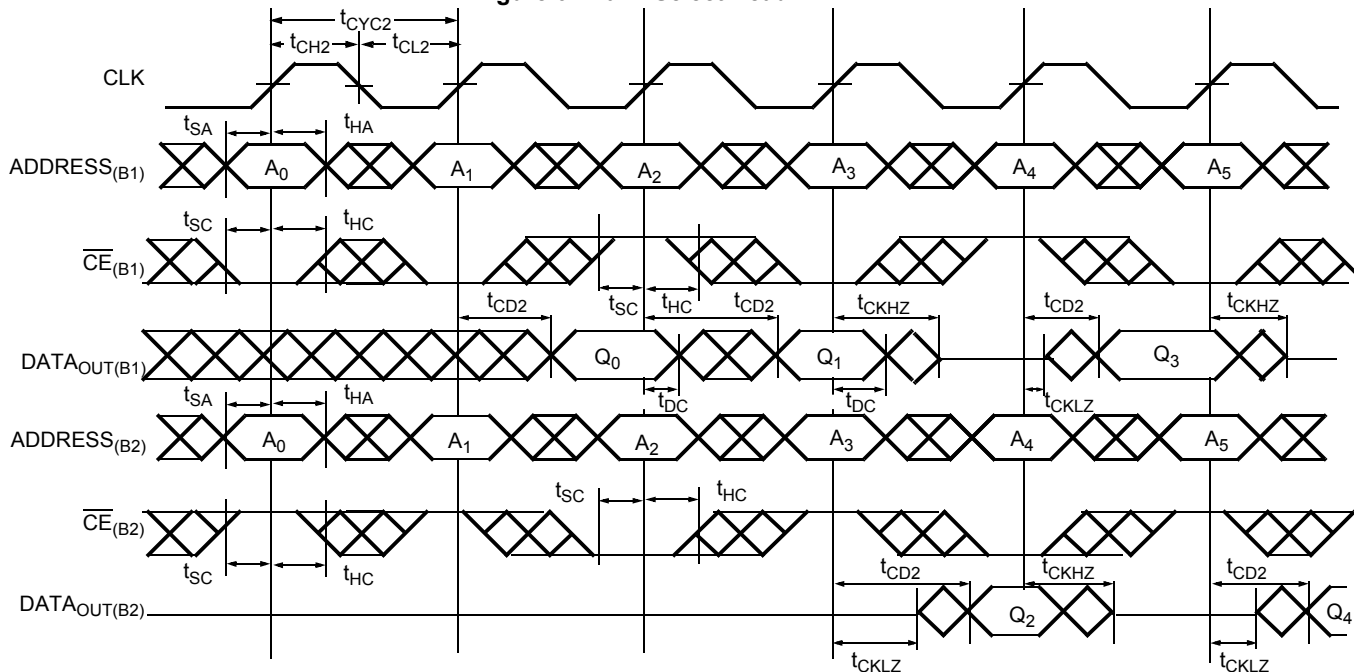 tCYC2
tCH2 tCL2
CLK
tSA tHA
ADDRESS(B1) A0 A1 A2 A3 A4 A5
tSC tHC
CE(B1)
tCD2 tSC tHC tCD2 tCKHZ tCD2 tCKHZ
DATAOUT(B1) Q0 Q1 Q3
tSA tHA tDC tDC tCKLZ
ADDRESS(B2) A0 A1 A2 A3 A4 A5
tSC tHC
CE(B2)
tSC tHC tCD2 tCKHZ tCD2
DATAOUT(B2) Q2 Q4
tCKLZ tCKLZ